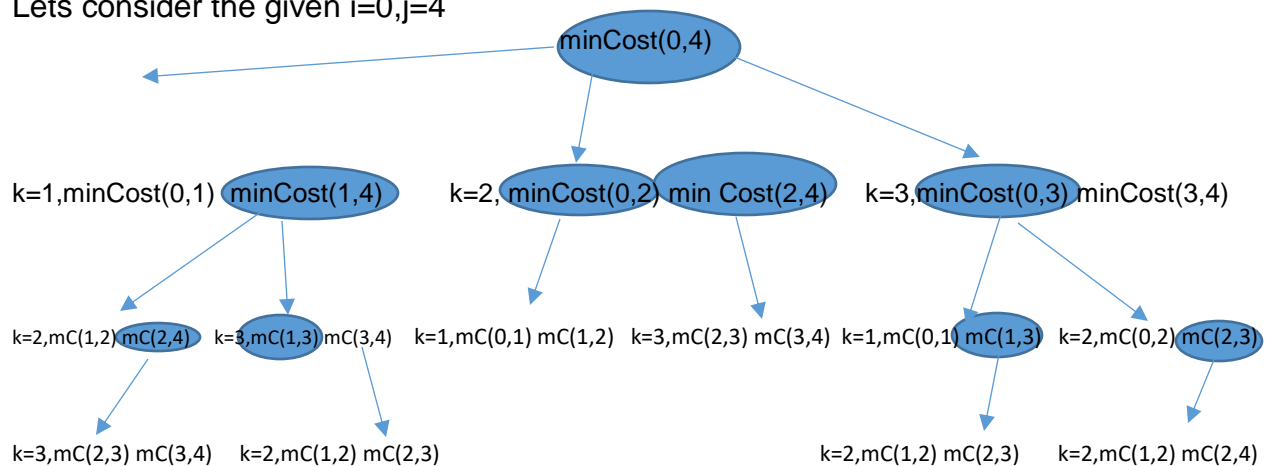 Lets consider the given i=0,j=4
minCost(0,4)
k=1,minCost(0,1) minCost(1,4) k=2, minCost(0,2) min Cost(2,4) k=3,minCost(0,3) minCost(3,4)
k=2,mC(1,2) mC(2,4) k=3,mC(1,3) mC(3,4) k=1,mC(0,1) mC(1,2) k=3,mC(2,3) mC(3,4) k=1,mC(0,1) mC(1,3) k=2,mC(0,2) mC(2,3)
k=3,mC(2,3) mC(3,4) k=2,mC(1,2) mC(2,3) k=2,mC(1,2) mC(2,3) k=2,mC(1,2) mC(2,4)